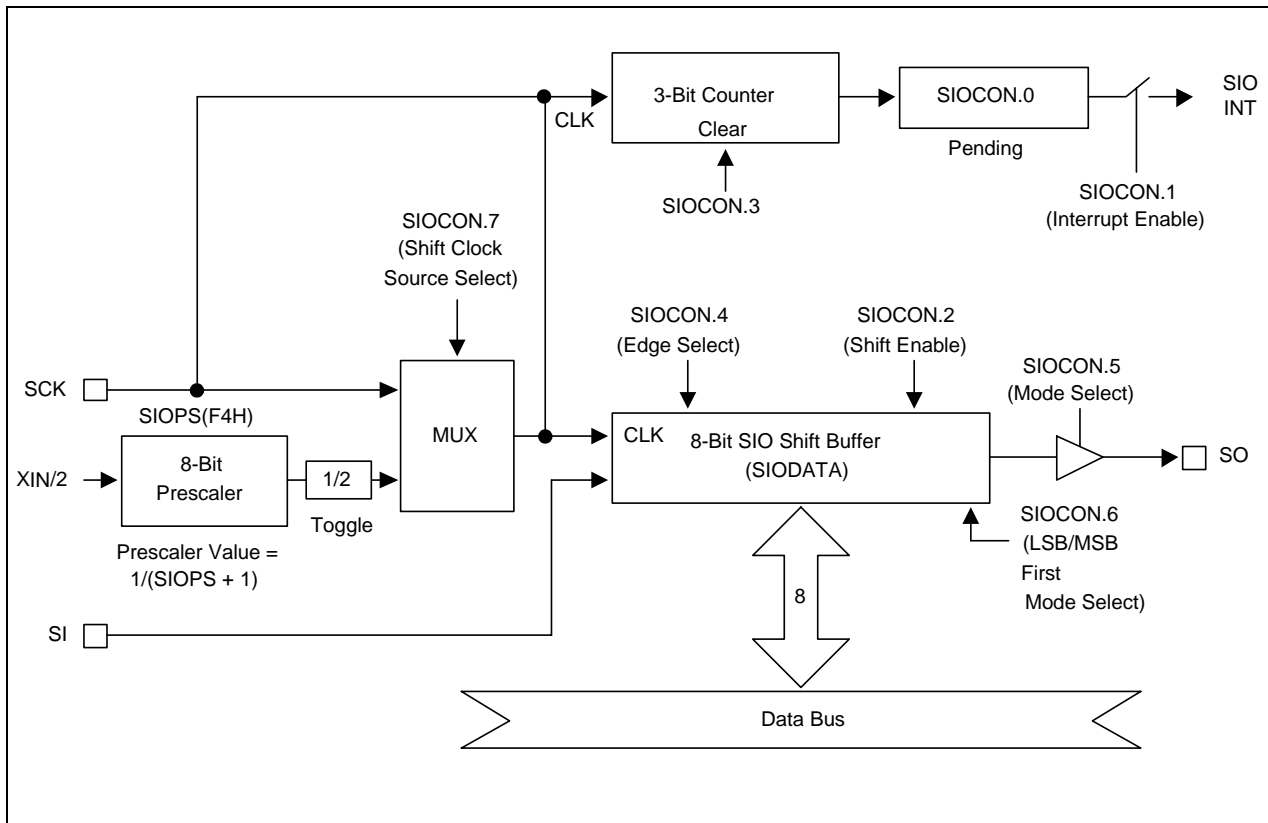 3-Bit Counter
Clear
CLK
SIOCON.0
Pending
SIO
INT
SIOCON.3
SIOCON.1
(Interrupt Enable)
SIOCON.7
(Shift Clock
Source Select)
SIOCON.4
(Edge Select)
SIOCON.2
(Shift Enable)
SIOCON.5
(Mode Select)
SCK
SIOPS(F4H)
MUX
CLK
8-Bit SIO Shift Buffer
(SIODATA)
SO
XIN/2
8-Bit
Prescaler
1/2
Toggle
Prescaler Value =
1/(SIOPS + 1)
SIOCON.6
(LSB/MSB
First
Mode Select)
8
SI
Data Bus